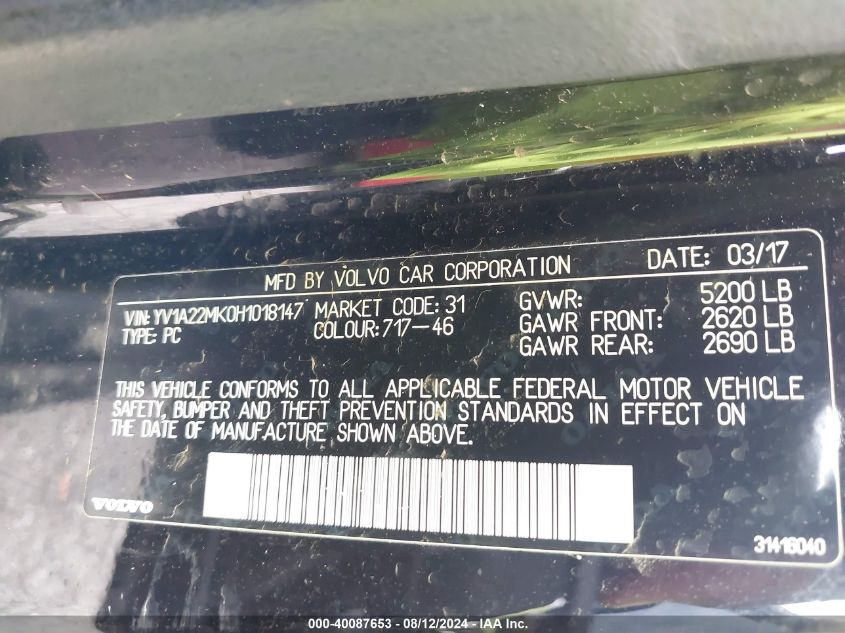 MFD BY VOLVO CAR CORPORATION DATE: 03/17
VIN: YV1A22MK0H1018147 MARKET CODE: 31 GVWR: 5200 LB
TYPE: PC COLOUR: 717-46 GAWR FRONT: 2620 LB
GAWR REAR: 2690 LB
THIS VEHICLE CONFORMS TO ALL APPLICABLE FEDERAL MOTOR VEHICLE
SAFETY, BUMPER AND THEFT PREVENTION STANDARDS IN EFFECT ON
THE DATE OF MANUFACTURE SHOWN ABOVE.
VOLVO
31416040
000-40087653 - 08/12/2024 - IAA Inc.